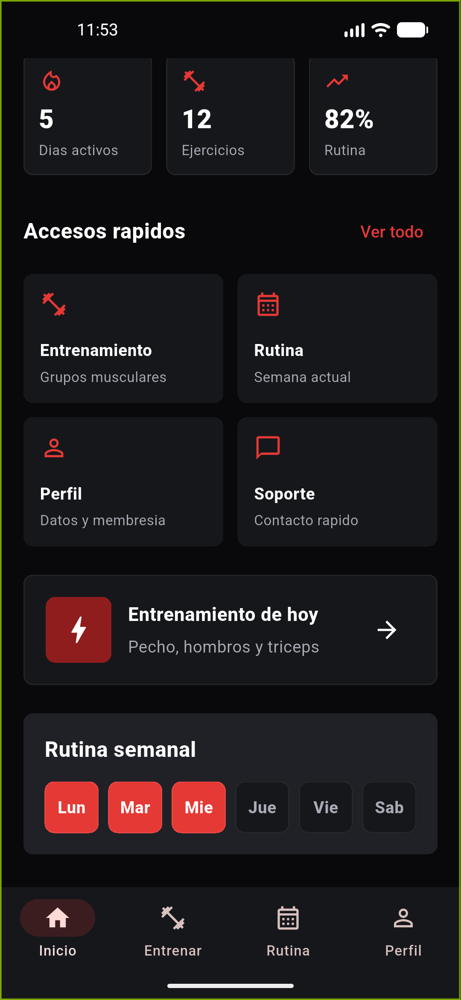 11:53
5
12
82%
Dias activos
Ejercicios
Rutina
Accesos rapidos
Ver todo
Entrenamiento
Grupos musculares
Rutina
Semana actual
Perfil
Datos y membresia
Soporte
Contacto rapido
Entrenamiento de hoy
Pecho, hombros y triceps
Rutina semanal
Lun
Mar
Mie
Jue
Vie
Sab
Inicio
Entrenar
Rutina
Perfil